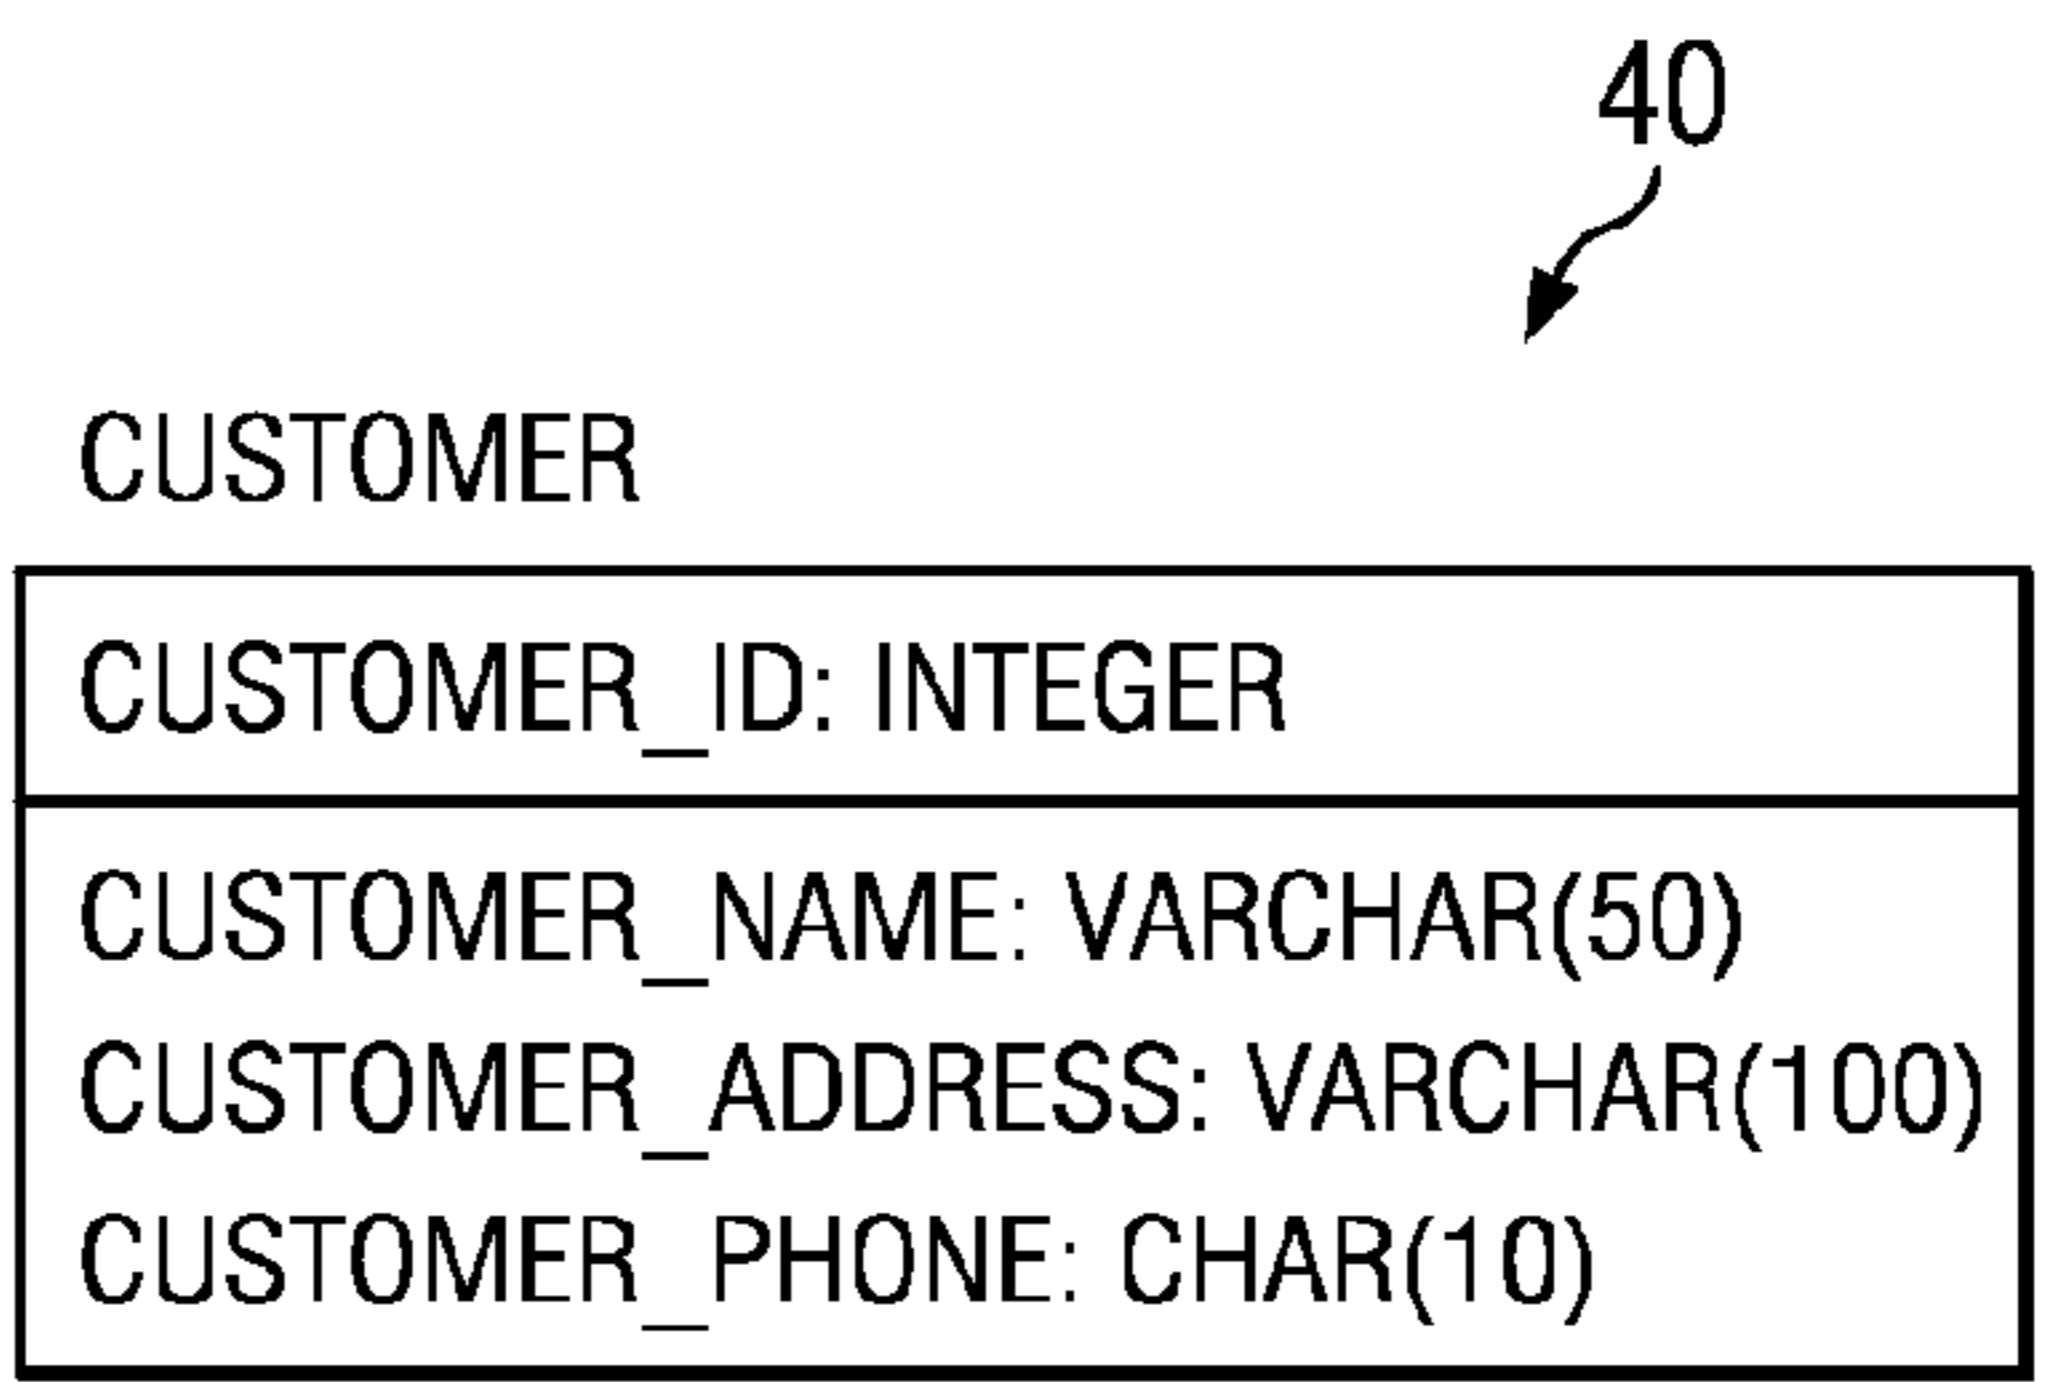 40
CUSTOMER
CUSTOMER_ID: INTEGER
CUSTOMER_NAME: VARCHAR(50)
CUSTOMER_ADDRESS: VARCHAR(100)
CUSTOMER_PHONE: CHAR(10)